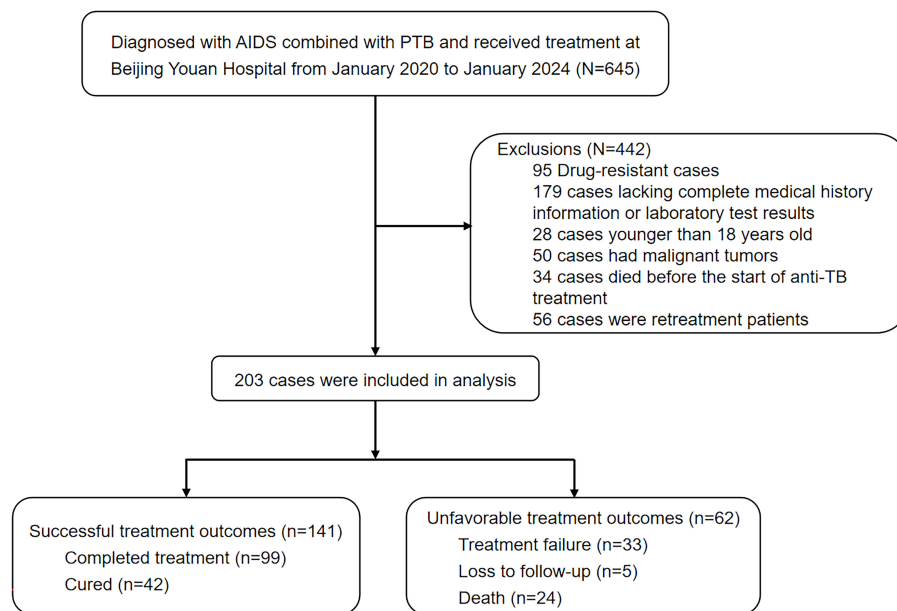 Diagnosed with AIDS combined with PTB and received treatment at
Beijing Youan Hospital from January 2020 to January 2024 (N=645)
Exclusions (N=442)
95 Drug-resistant cases
179 cases lacking complete medical history
information or laboratory test results
28 cases younger than 18 years old
50 cases had malignant tumors
34 cases died before the start of anti-TB
treatment
56 cases were retreatment patients
203 cases were included in analysis
Successful treatment outcomes (n=141)
Completed treatment (n=99)
Cured (n=42)
Unfavorable treatment outcomes (n=62)
Treatment failure (n=33)
Loss to follow-up (n=5)
Death (n=24)